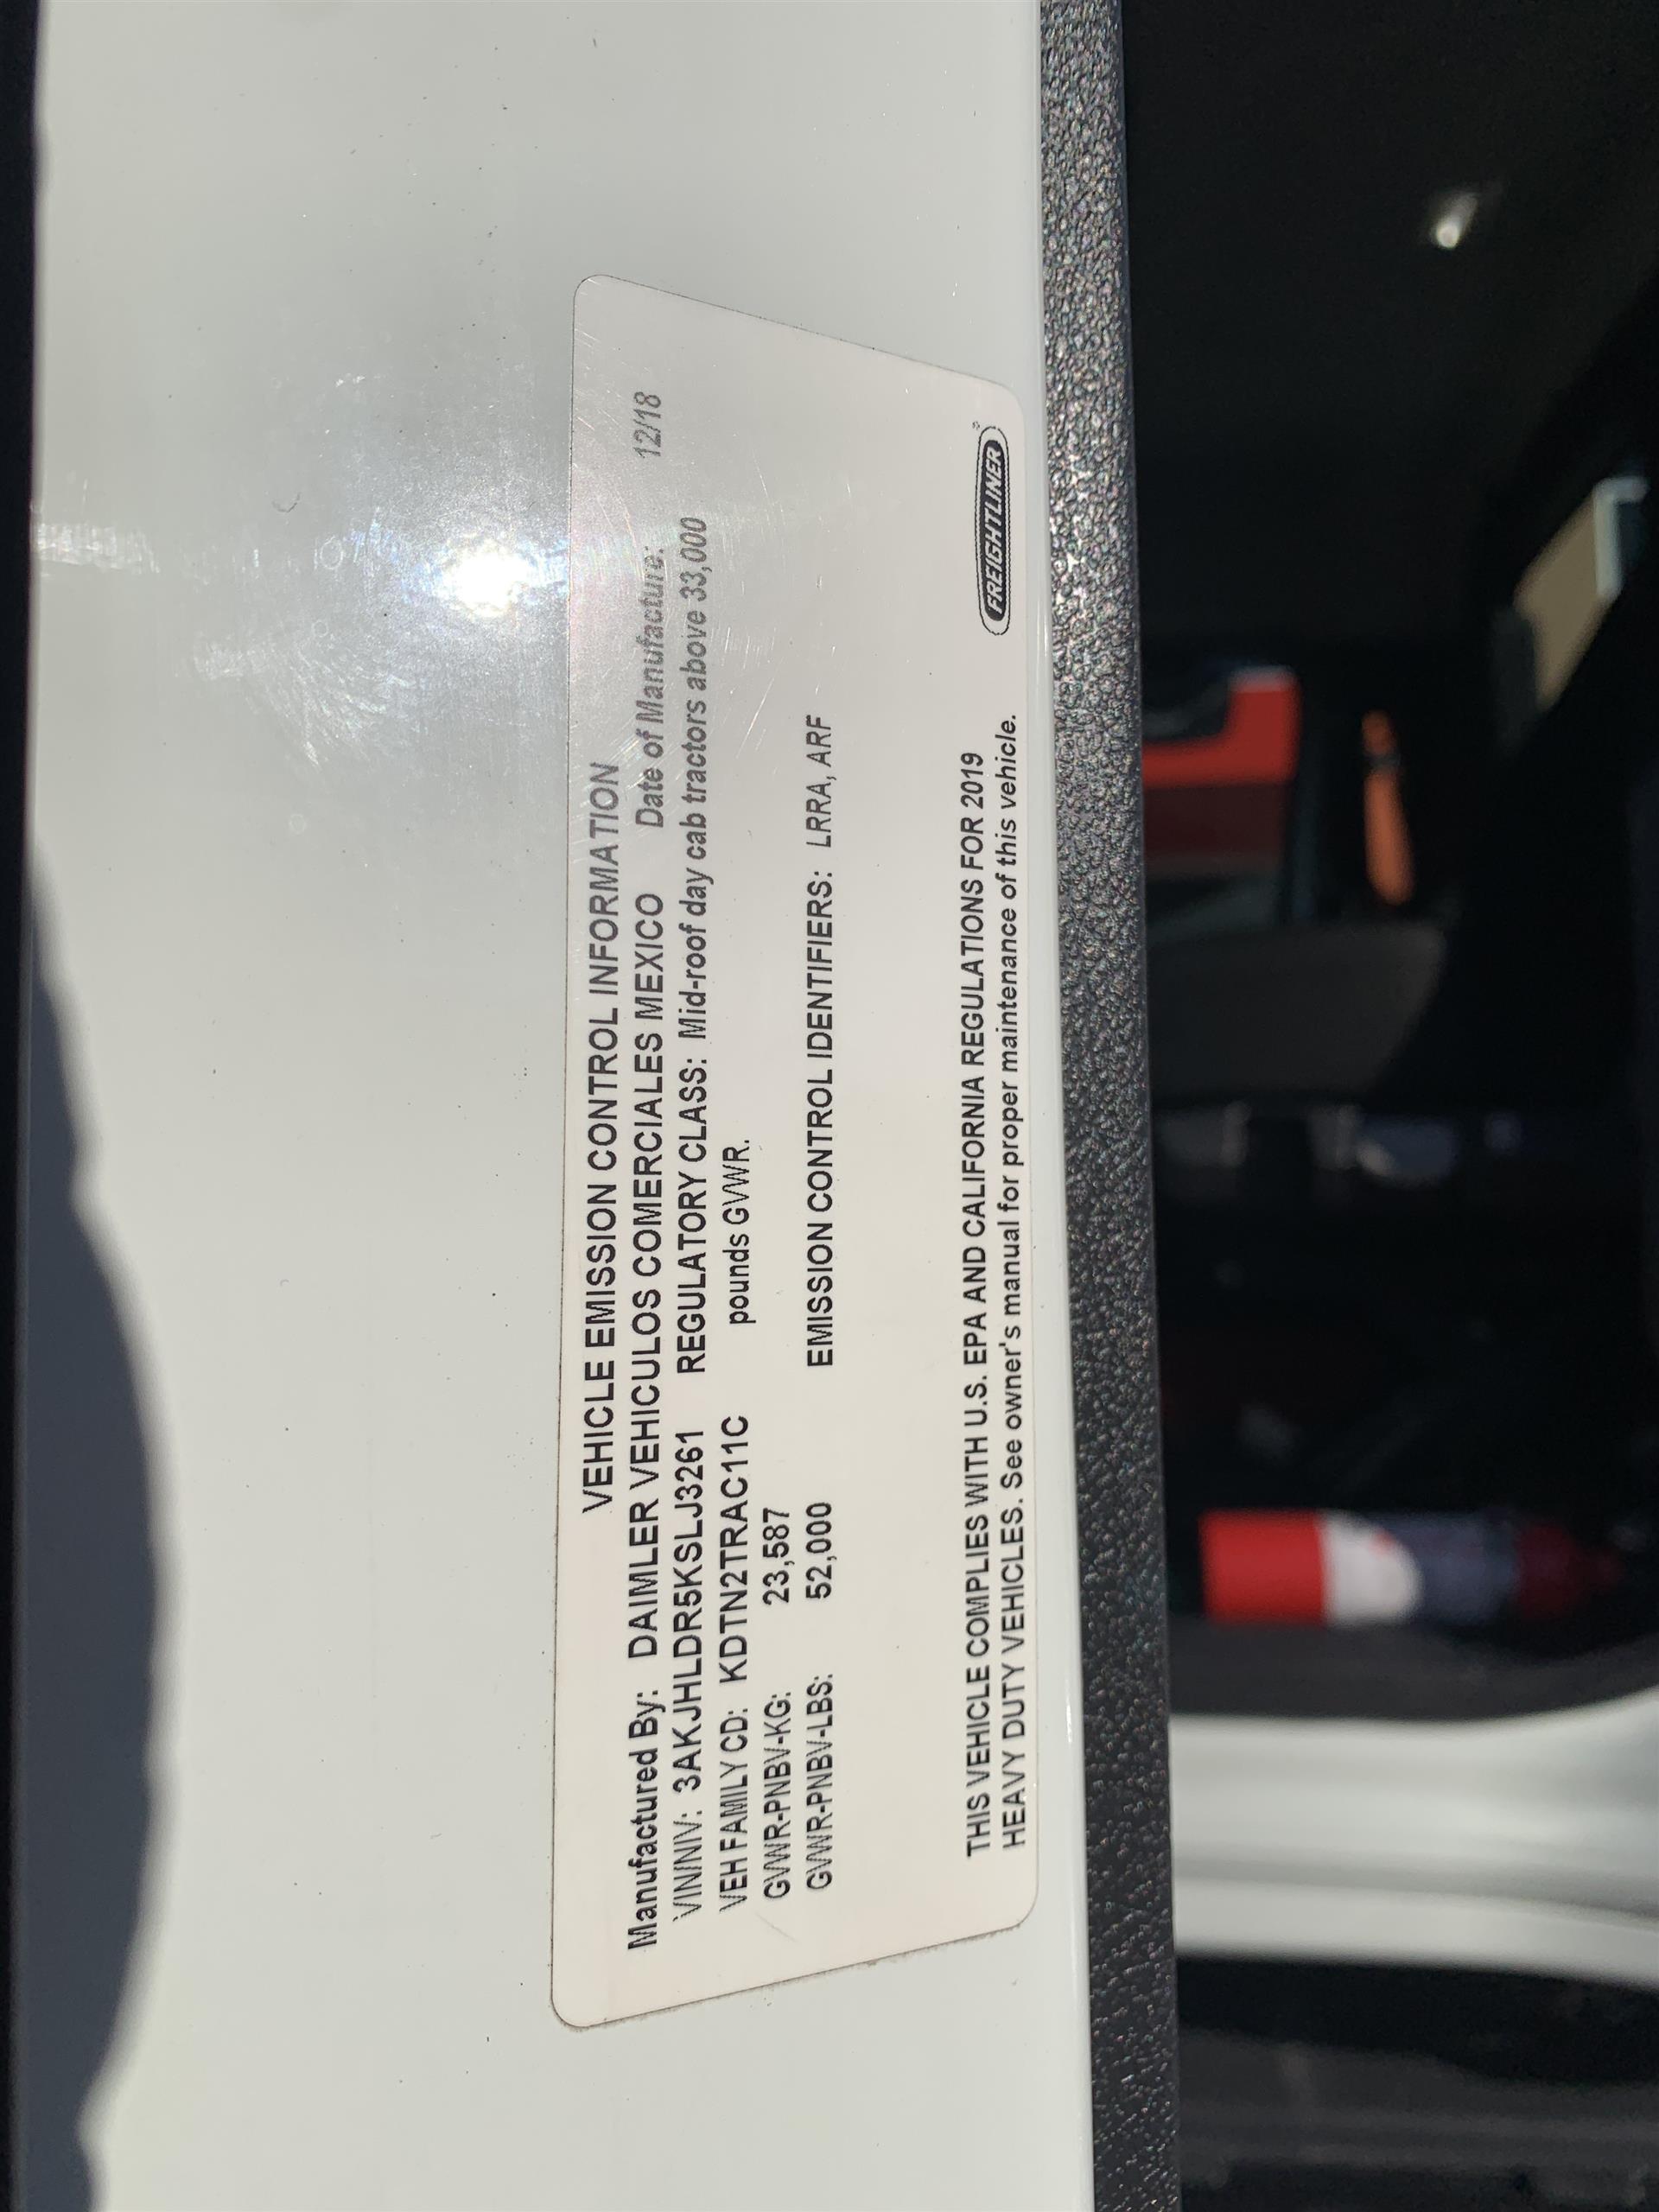 VEHICLE EMISSION CONTROL INFORMATION
Manufactured By: DAIMLER VEHICULOS COMERCIALES MEXICO Date of Manufacture: 12/18
VIN/NIV: 3AKJHLDR5KSLJ3261 REGULATORY CLASS: Mid-roof day cab tractors above 33,000
VEH FAMILY CD: KDTN2TRAC11C pounds GVWR.
GVWR-PNBV-KG: 23,587
GVWR-PNBV-LBS: 52,000 EMISSION CONTROL IDENTIFIERS: LRRA, ARF
THIS VEHICLE COMPLIES WITH U.S. EPA AND CALIFORNIA REGULATIONS FOR 2019
HEAVY DUTY VEHICLES. See owner's manual for proper maintenance of this vehicle.
FREIGHTLINER